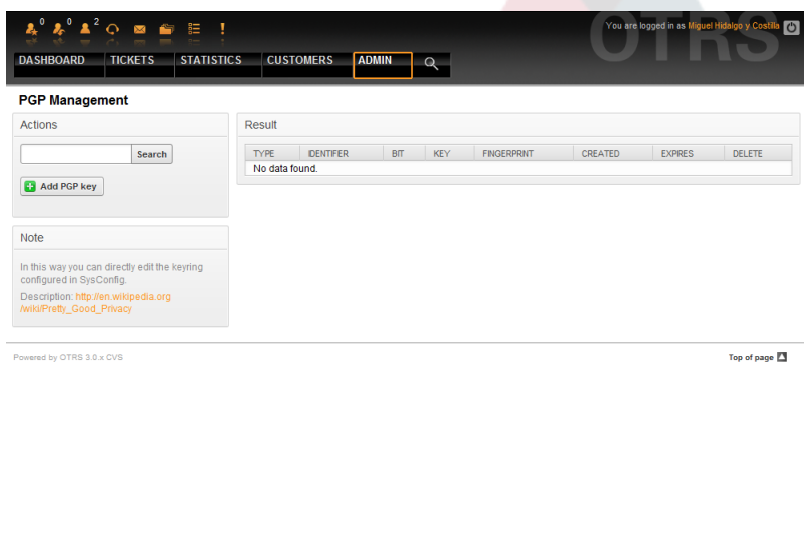 0 0 2
You are logged in as Miguel Hidalgo y Costilla
OTRS
DASHBOARD TICKETS STATISTICS CUSTOMERS ADMIN
PGP Management
Actions
Search
Add PGP key
Note
In this way you can directly edit the keyring
configured in SysConfig.
Description: http://en.wikipedia.org
/wiki/Pretty_Good_Privacy
Result
TYPE IDENTIFIER BIT KEY FINGERPRINT CREATED EXPIRES DELETE
No data found.
Powered by OTRS 3.0.x CVS
Top of page